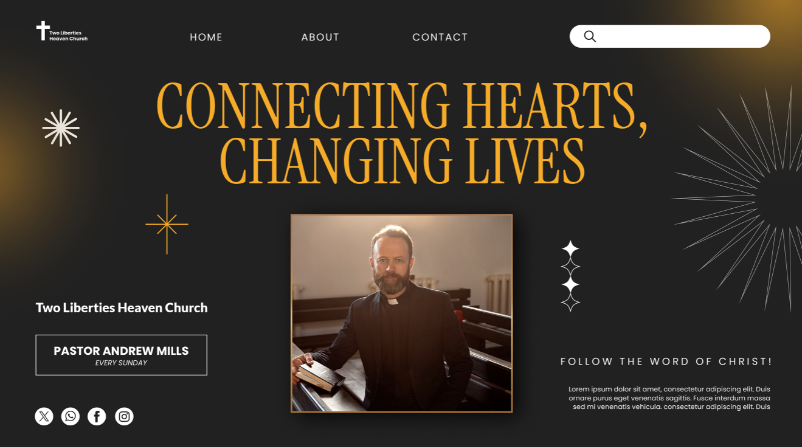 Two Liberties
Heaven Church
HOME
ABOUT
CONTACT
CONNECTING HEARTS,
CHANGING LIVES
Two Liberties Heaven Church
PASTOR ANDREW MILLS
EVERY SUNDAY
FOLLOW THE WORD OF CHRIST!
Lorem ipsum dolor sit amet, consectetur adipiscing elit. Duis
ornare purus eget venenatis sagittis. Fusce interdum massa
sed mi venenatis vehicula. consectetur adipiscing elit. Duis